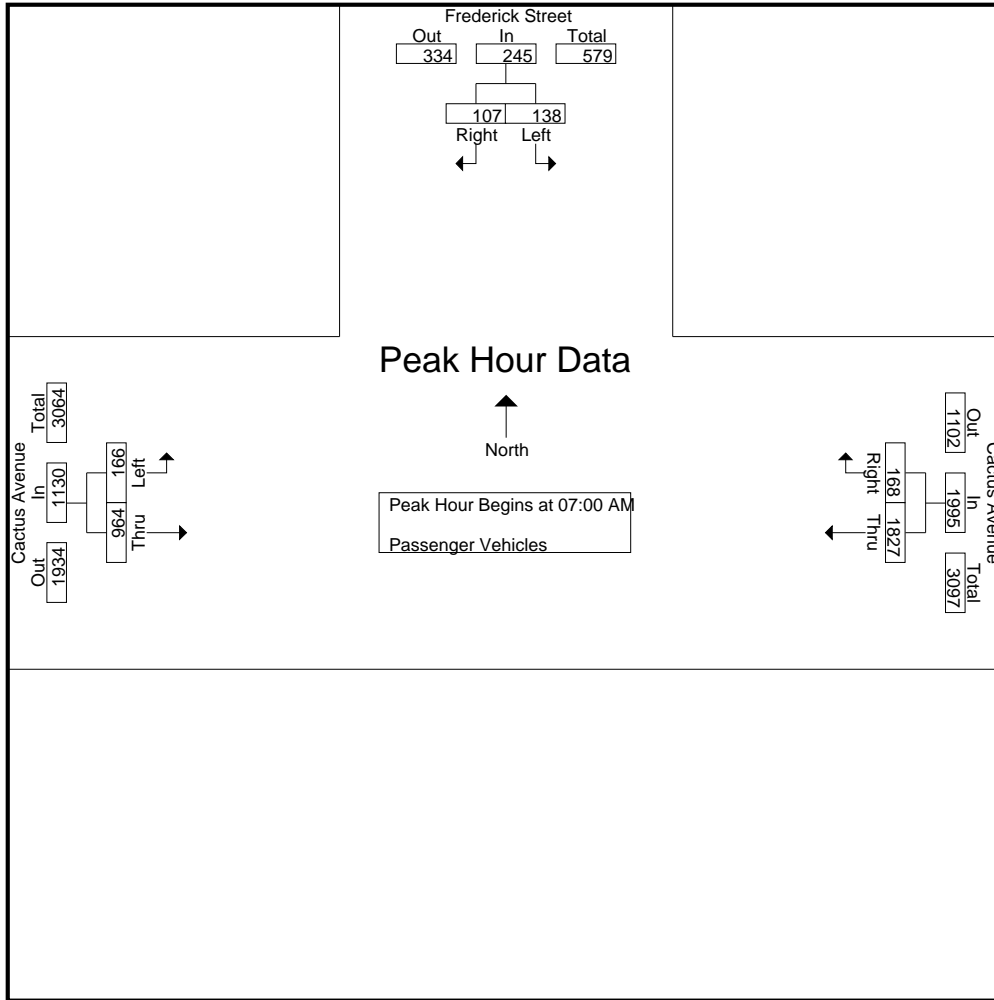 Frederick Street
Out In Total
334 245 579
107 138
Right Left
Peak Hour Data
North
Peak Hour Begins at 07:00 AM
Passenger Vehicles
Cactus Avenue
Out In Total
1934 1130 3064
166 964
Left Thru
Cactus Avenue
Out In Total
1102 1995 3097
168 1827
Right Thru